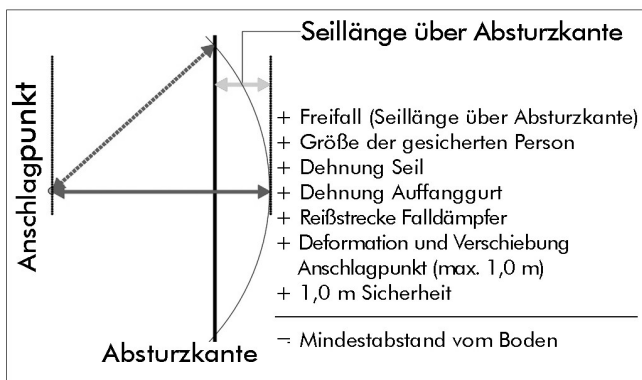 Seillänge über Absturzkante
Anschlagpunkt
+ Freifall (Seillänge über Absturzkante)
+ Größe der gesicherten Person
+ Dehnung Seil
+ Dehnung Auffanggurt
+ Reißstrecke Falldämpfer
+ Deformation und Verschiebung
Anschlagpunkt (max. 1,0 m)
+ 1,0 m Sicherheit
= Mindestabstand vom Boden
Absturzkante